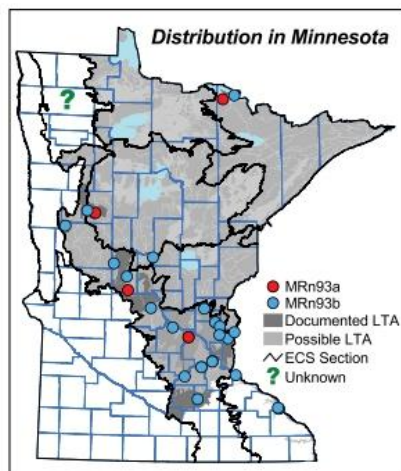 Distribution in Minnesota
?
MRn93a
MRn93b
Documented LTA
Possible LTA
ECS Section
? Unknown